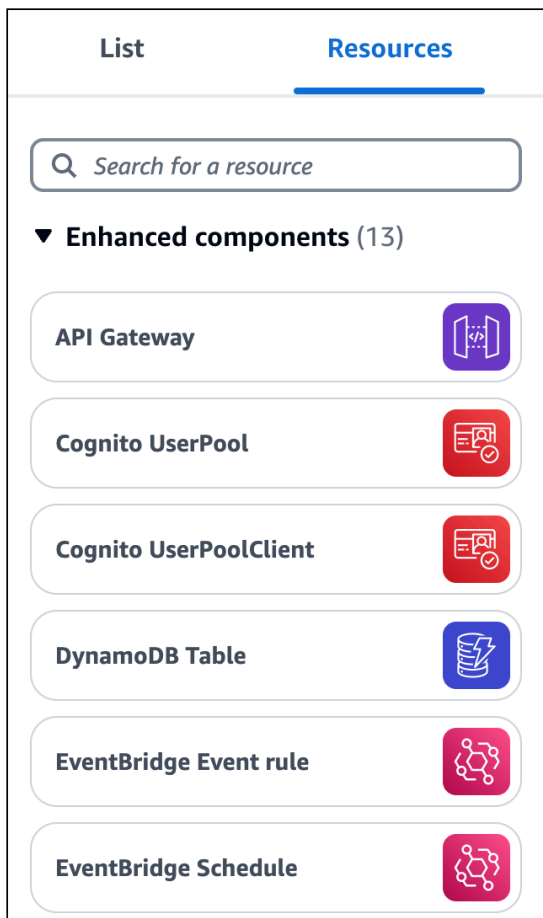 List Resources
Search for a resource
Enhanced components (13)
API Gateway
</>
Cognito UserPool
Cognito UserPoolClient
DynamoDB Table
EventBridge Event rule
EventBridge Schedule